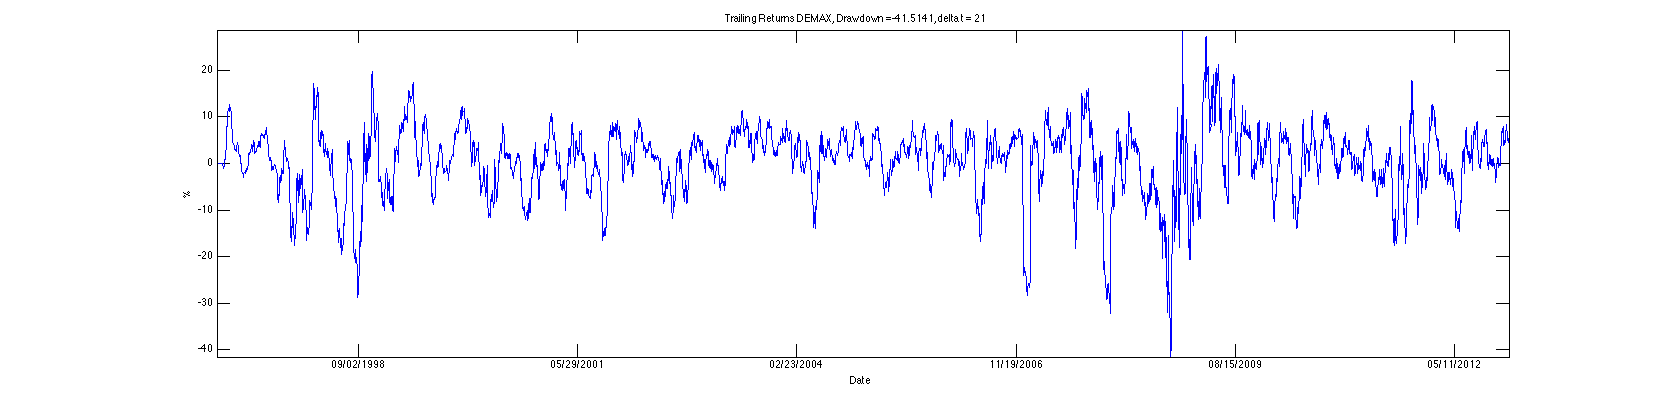 Trailing Returns DEMAX, Drawdown =-41.5141, delta t = 21
20
10
0
-10
-20
-30
-40
%
09/02/1998 05/29/2001 02/23/2004 11/19/2006 08/15/2009 05/11/2012
Date